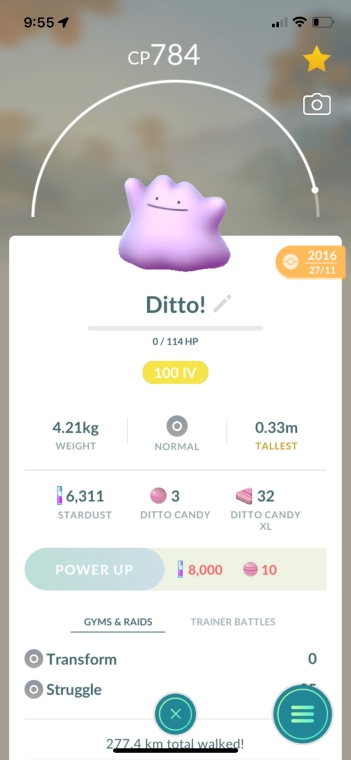 9:55
CP784
2016
27/11
Ditto!
0 / 114 HP
100 IV
4.21kg
WEIGHT
NORMAL
0.33m
TALLEST
6,311
STARDUST
3
DITTO CANDY
32
DITTO CANDY
XL
POWER UP
8,000
10
GYMS & RAIDS
TRAINER BATTLES
Transform
0
Struggle
277.4 km total walked!